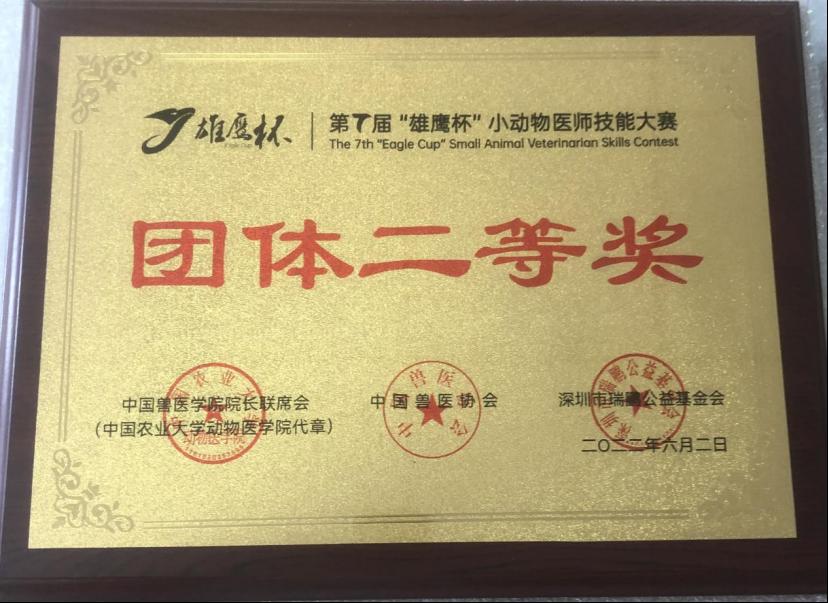 雄鹰杯
Eagle Cup
第7届“雄鹰杯”小动物医师技能大赛
The 7th "Eagle Cup" Small Animal Veterinarian Skills Contest
团体二等奖
中国兽医学院院长联席会
（中国农业大学动物医学院代章）
中国兽医协会
深圳市瑞鹏公益基金会
二〇二二年六月二日